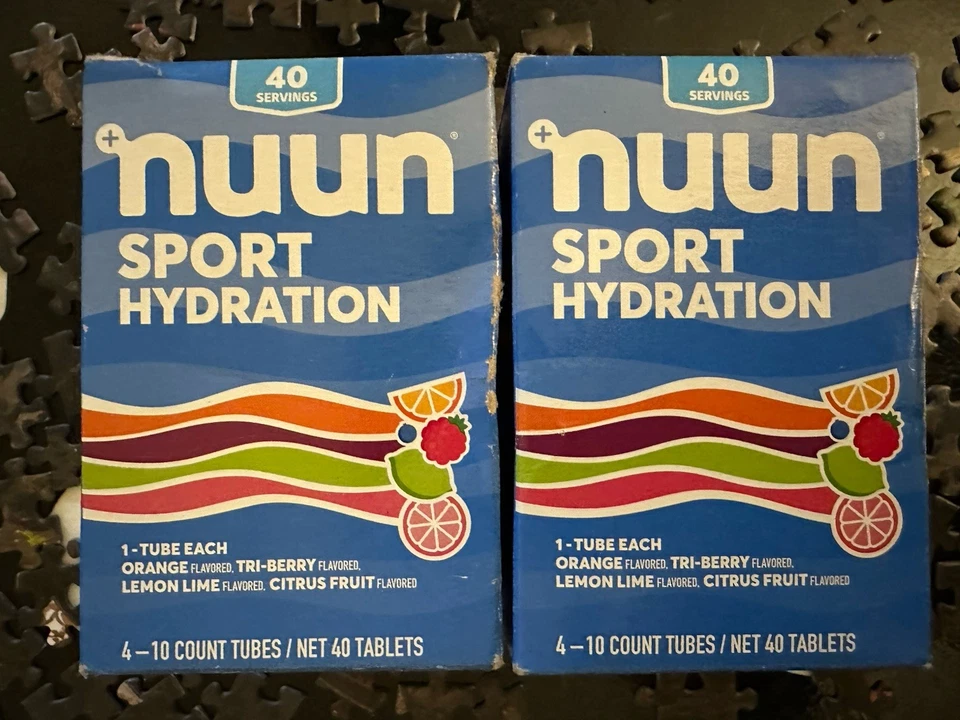 40
SERVINGS
nuun®
SPORT
HYDRATION
1-TUBE EACH
ORANGE FLAVORED, TRI-BERRY FLAVORED,
LEMON LIME FLAVORED, CITRUS FRUIT FLAVORED
4–10 COUNT TUBES / NET 40 TABLETS
40
SERVINGS
nuun®
SPORT
HYDRATION
1-TUBE EACH
ORANGE FLAVORED, TRI-BERRY FLAVORED,
LEMON LIME FLAVORED, CITRUS FRUIT FLAVORED
4–10 COUNT TUBES / NET 40 TABLETS